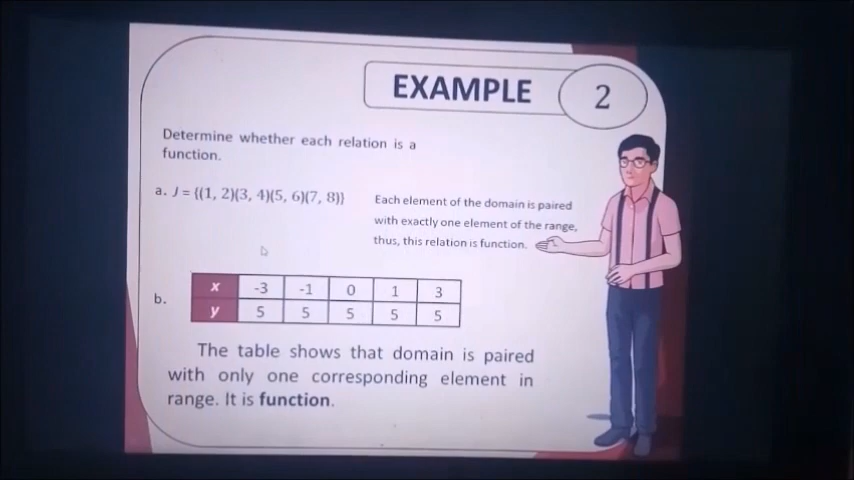 EXAMPLE 2
Determine whether each relation is a
function.
a. J = {(1, 2)(3, 4)(5, 6)(7, 8)}
Each element of the domain is paired
with exactly one element of the range,
thus, this relation is function.
b.
x -3 -1 0 1 3
y 5 5 5 5 5
The table shows that domain is paired
with only one corresponding element in
range. It is function.